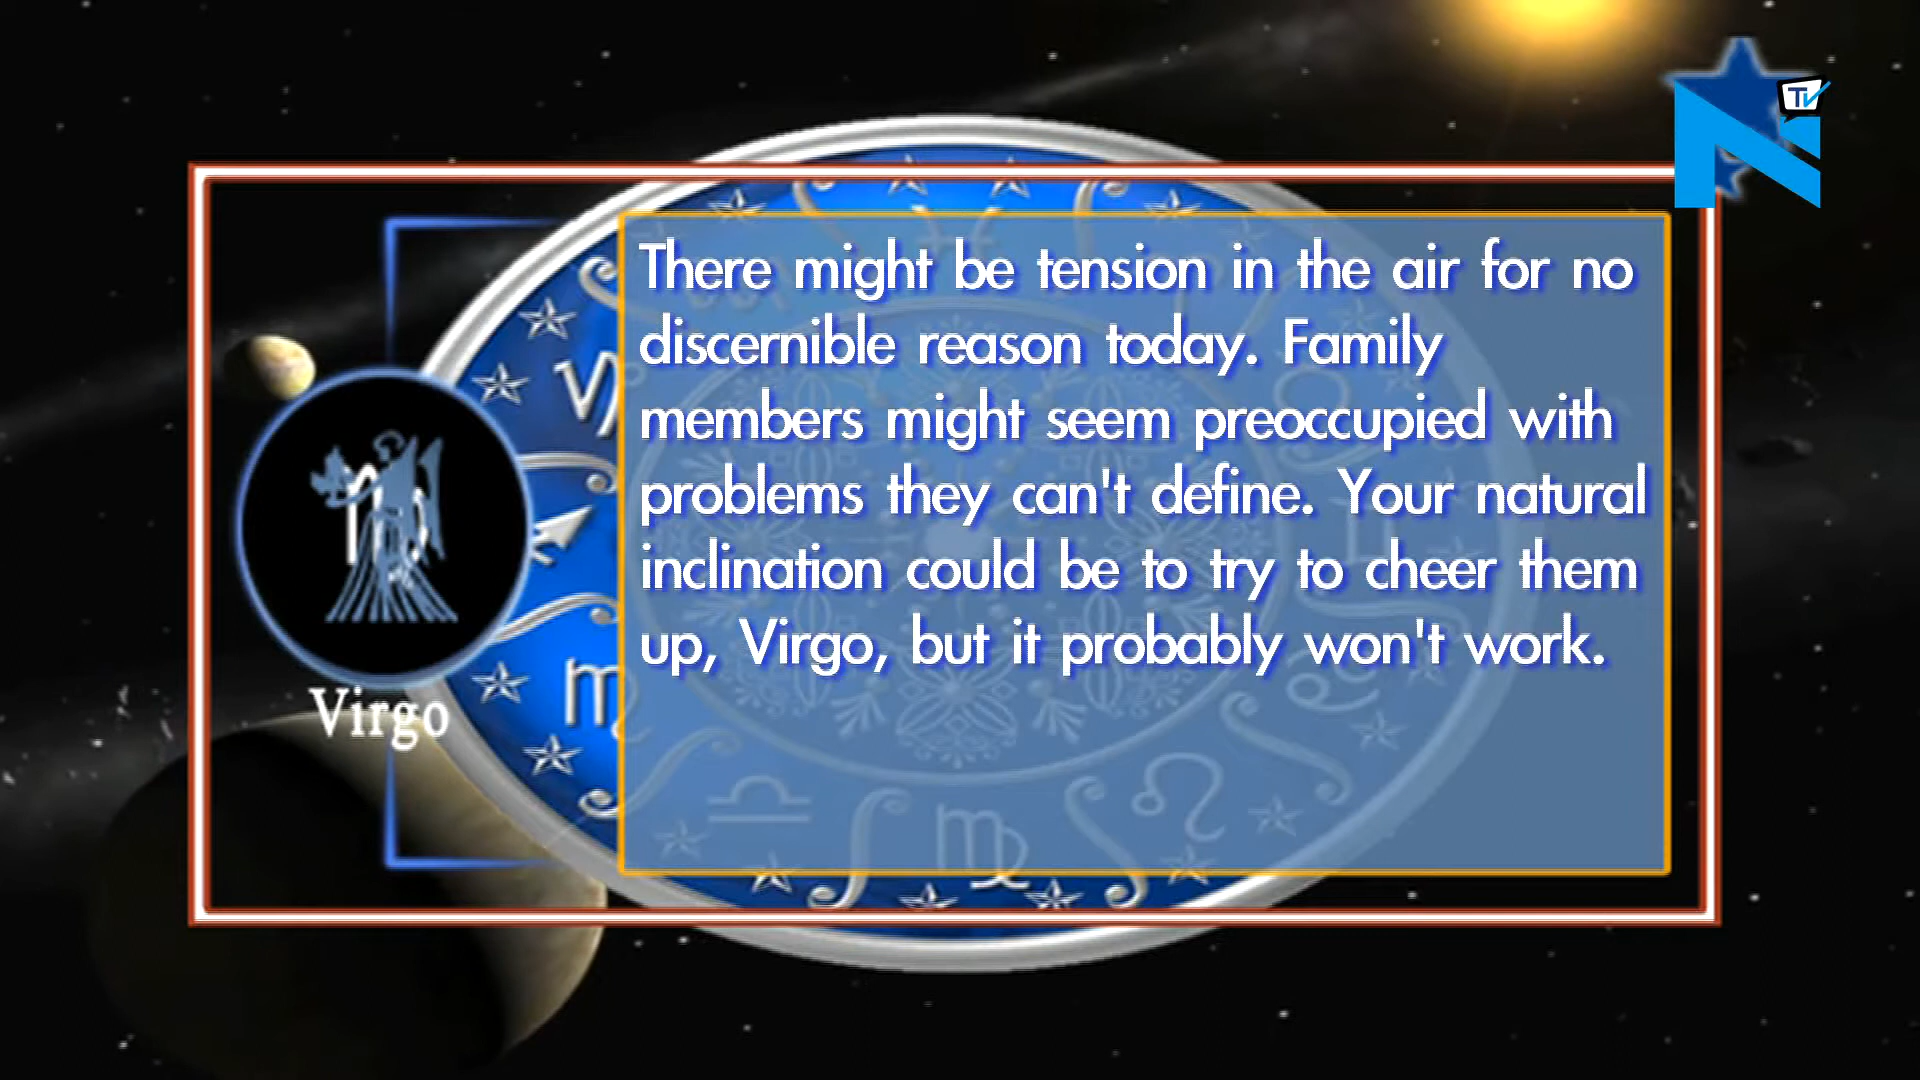 TV
There might be tension in the air for no
discernible reason today. Family
members might seem preoccupied with
problems they can't define. Your natural
inclination could be to try to cheer them
up, Virgo, but it probably won't work.
Virgo